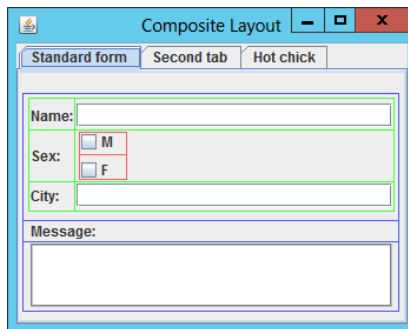 Composite Layout
Standard form Second tab Hot chick
Name:
Sex: M
F
City:
Message: